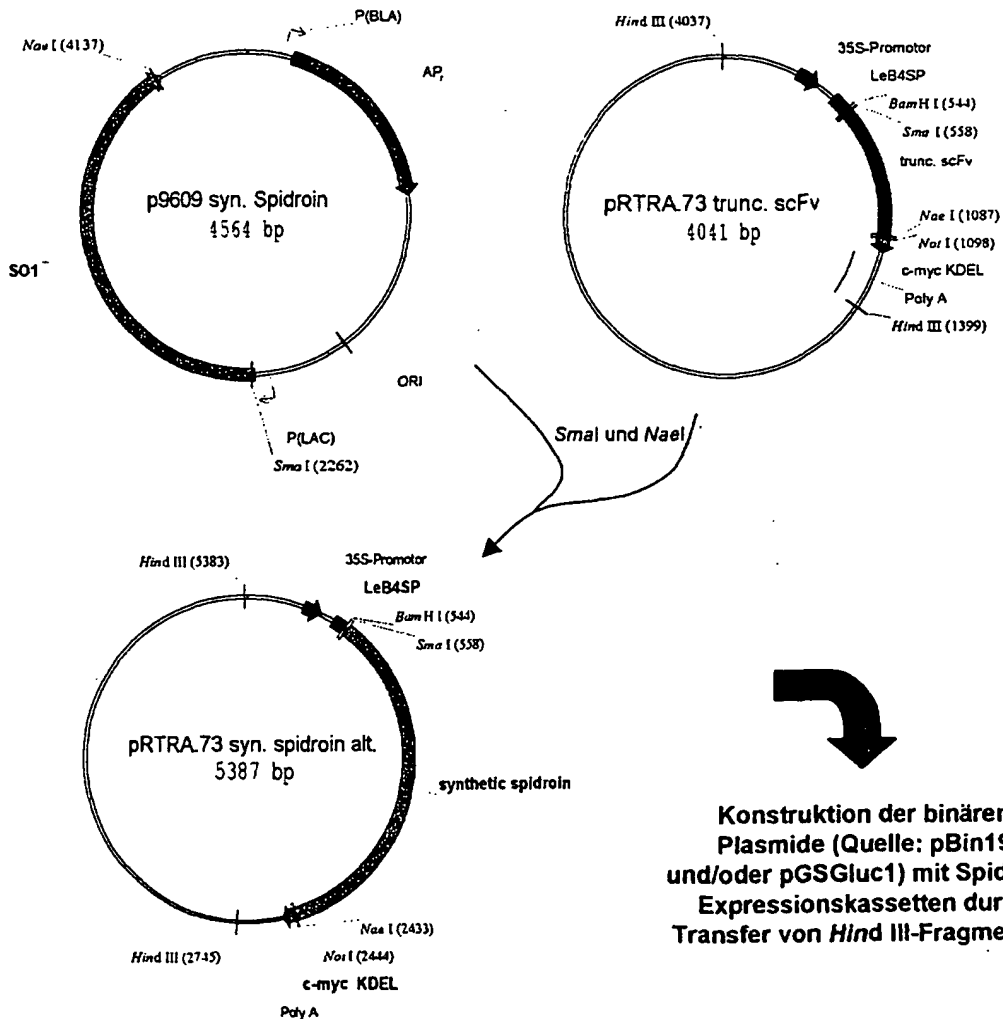 P(BLA)
Nae I (4137)
APr
p9609 syn. Spidroin
4564 bp
SO1
ORI
P(LAC)
Sma I (2262)
Hind III (4037)
35S-Promotor
LeB4SP
BamH I (544)
Sma I (558)
trunc. scFv
pRTRA.73 trunc. scFv
4041 bp
Nae I (1087)
Not I (1098)
c-myc KDEL
Poly A
Hind III (1399)
SmaI und NaeI
Hind III (5383)
35S-Promotor
LeB4SP
BamH I (544)
Sma I (558)
pRTRA.73 syn. spidroin alt.
5387 bp
synthetic spidroin
Nae I (2433)
Hind III (2745)
Not I (2444)
c-myc KDEL
Poly A
Konstruktion der binären
Plasmide (Quelle: pBin19
und/oder pGSGluc1) mit Spid
Expressionskassetten dur
Transfer von Hind III-Fragme